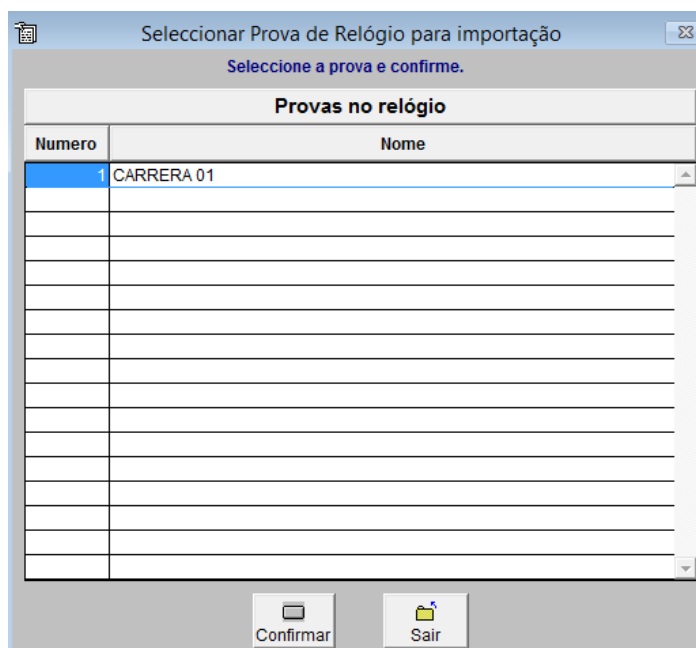 Seleccionar Prova de Relógio para importação
Seleccione a prova e confirme.
Provas no relógio
Numero Nome
1 CARRERA 01
Confirmar Sair